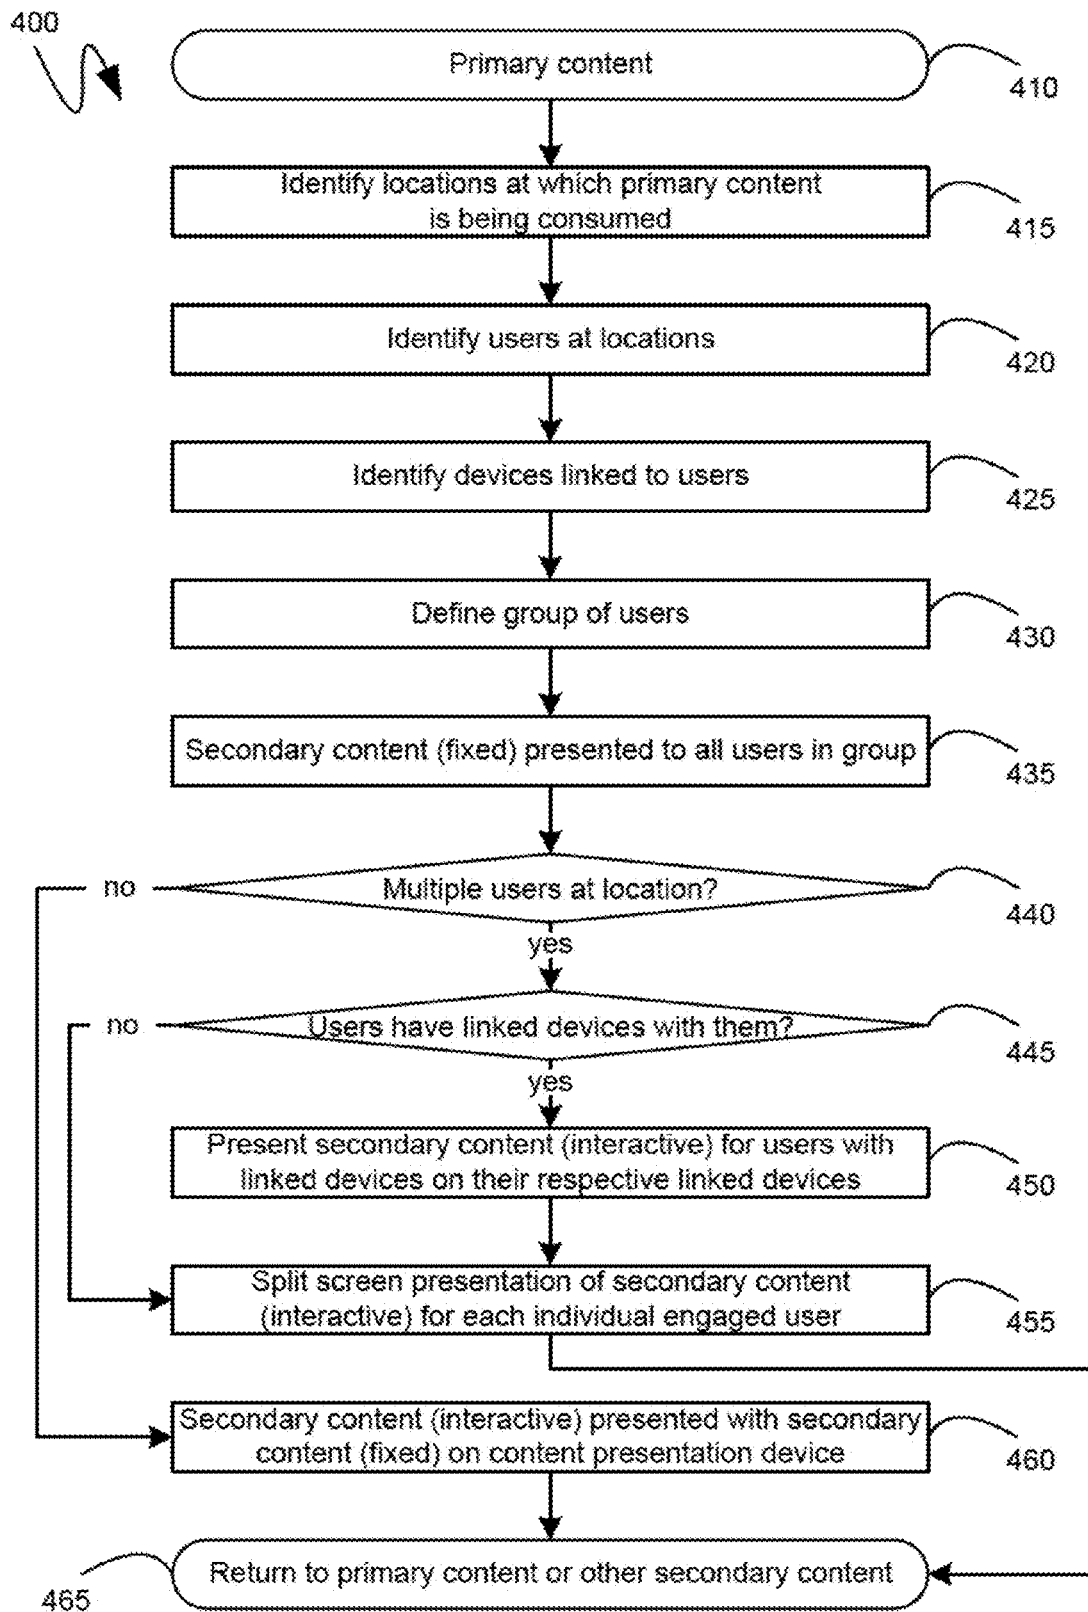 400
Primary content
410
Identify locations at which primary content
is being consumed
415
Identify users at locations
420
Identify devices linked to users
425
Define group of users
430
Secondary content (fixed) presented to all users in group
435
no
Multiple users at location?
440
yes
no
Users have linked devices with them?
445
yes
Present secondary content (interactive) for users with
linked devices on their respective linked devices
450
Split screen presentation of secondary content
(interactive) for each individual engaged user
455
Secondary content (interactive) presented with secondary
content (fixed) on content presentation device
460
Return to primary content or other secondary content
465